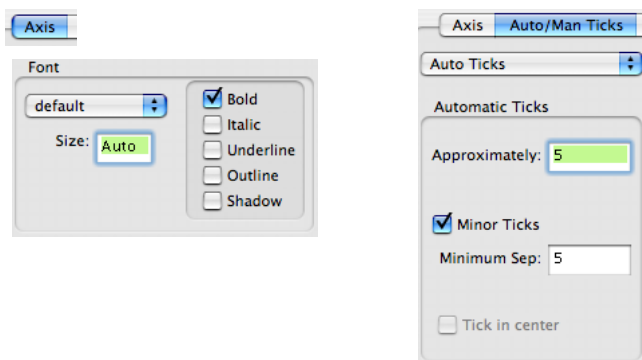 Axis
Font
default
Size: Auto
Bold
Italic
Underline
Outline
Shadow
Axis Auto/Man Ticks
Auto Ticks
Automatic Ticks
Approximately: 5
Minor Ticks
Minimum Sep: 5
Tick in center